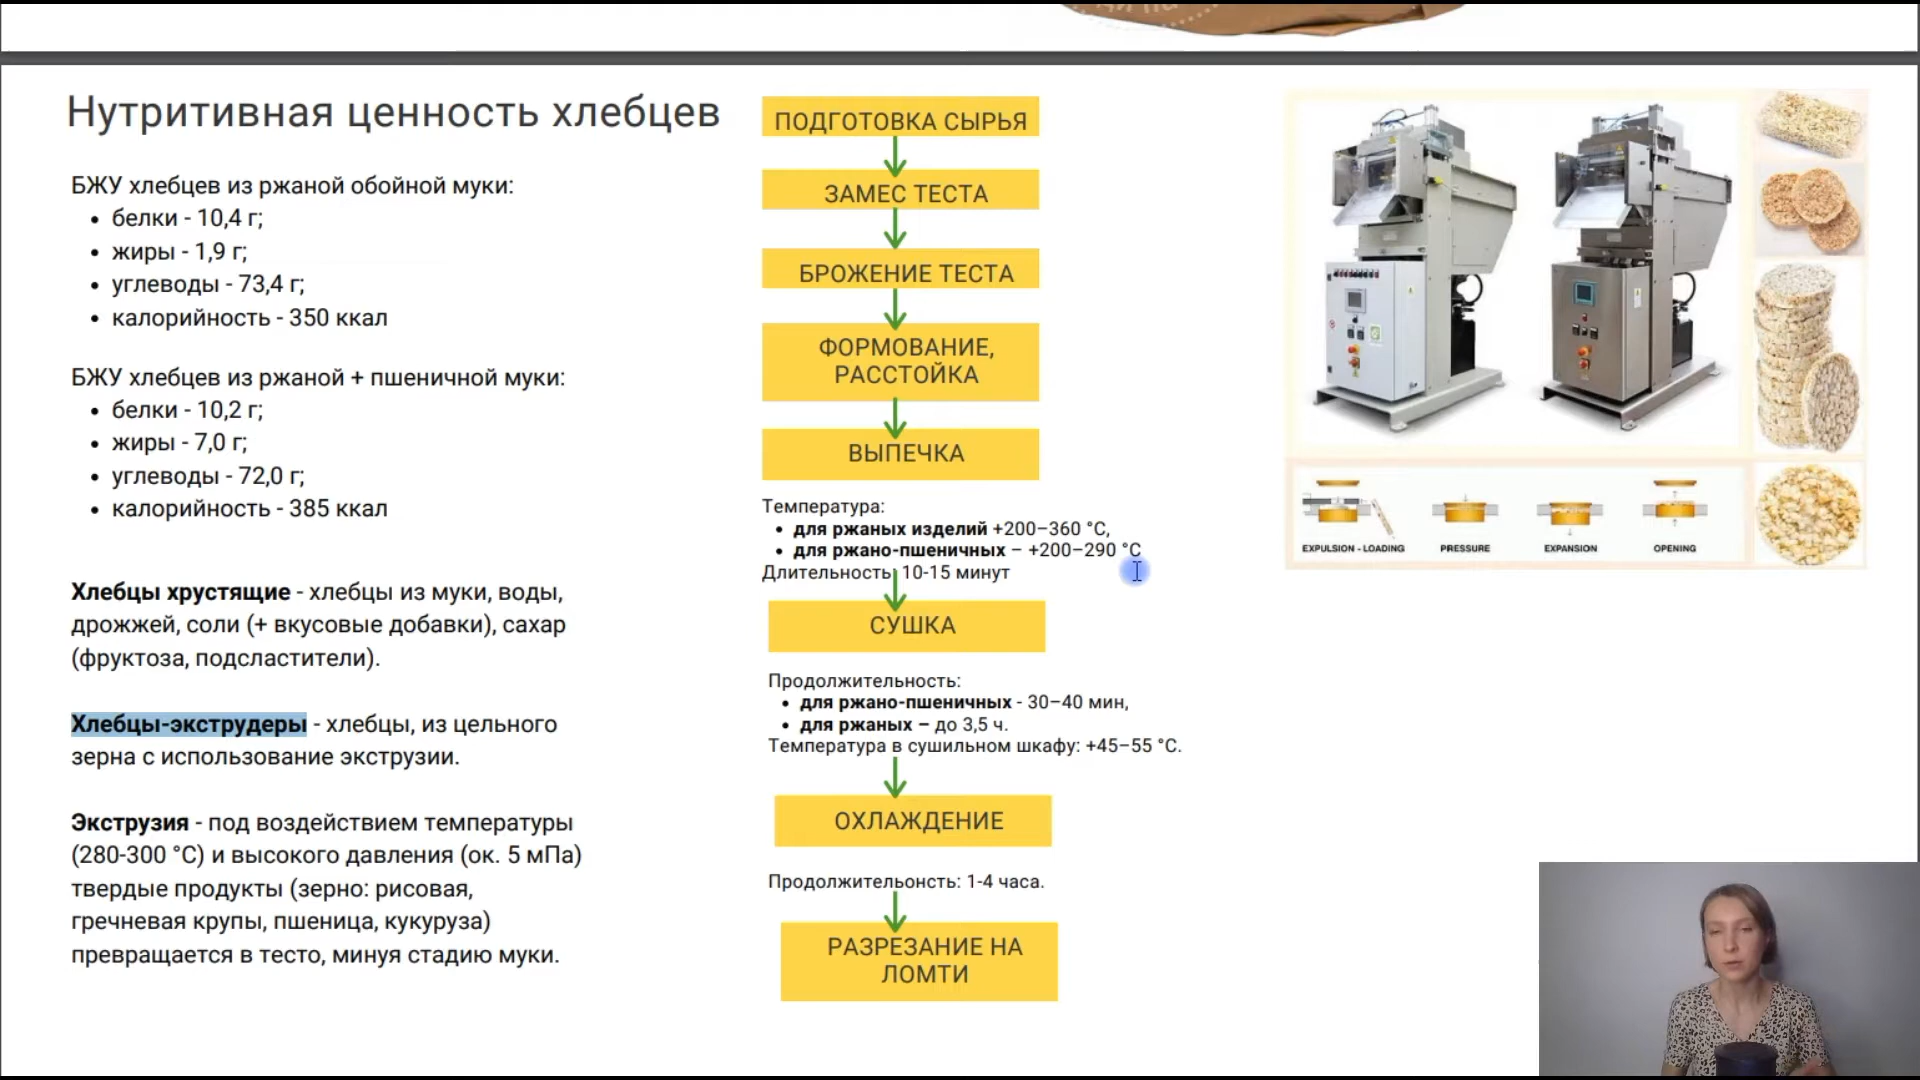 Нутритивная ценность хлебцев
БЖУ хлебцев из ржаной обойной муки:
• белки - 10,4 г;
• жиры - 1,9 г;
• углеводы - 73,4 г;
• калорийность - 350 ккал
БЖУ хлебцев из ржаной + пшеничной муки:
• белки - 10,2 г;
• жиры - 7,0 г;
• углеводы - 72,0 г;
• калорийность - 385 ккал
Хлебцы хрустящие - хлебцы из муки, воды,
дрожжей, соли (+ вкусовые добавки), сахар
(фруктоза, подсластители).
Хлебцы-экструдеры - хлебцы, из цельного
зерна с использование экструзии.
Экструзия - под воздействием температуры
(280-300 °C) и высокого давления (ок. 5 мПа)
твердые продукты (зерно: рисовая,
гречневая крупы, пшеница, кукуруза)
превращается в тесто, минуя стадию муки.
ПОДГОТОВКА СЫРЬЯ
ЗАМЕС ТЕСТА
БРОЖЕНИЕ ТЕСТА
ФОРМОВАНИЕ,
РАССТОЙКА
ВЫПЕЧКА
Температура:
• для ржаных изделий +200–360 °C,
• для ржано-пшеничных – +200–290 °C
Длительность: 10-15 минут
СУШКА
Продолжительность:
• для ржано-пшеничных - 30–40 мин,
• для ржаных – до 3,5 ч.
Температура в сушильном шкафу: +45–55 °C.
ОХЛАЖДЕНИЕ
Продолжительонсть: 1-4 часа.
РАЗРЕЗАНИЕ НА
ЛОМТИ
EXPULSION - LOADING
PRESSURE
EXPANSION
OPENING